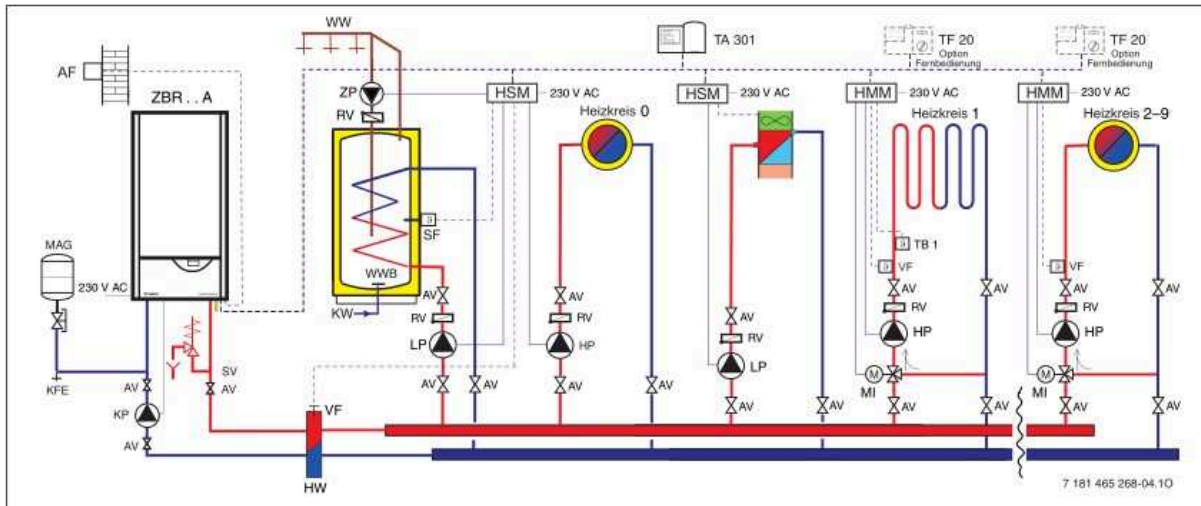 WW
TA 301
TF 20
Option
Fernbedienung
TF 20
Option
Fernbedienung
AF
ZBR . . A
ZP
HSM
230 V AC
HSM
230 V AC
HMM
230 V AC
HMM
230 V AC
RV
Heizkreis 0
Heizkreis 1
Heizkreis 2–9
SF
TB 1
MAG
230 V AC
WWB
VF
VF
KW
AV
AV
AV
AV
AV
AV
AV
AV
RV
RV
AV
RV
RV
LP
HP
RV
HP
HP
LP
M
M
SV
KFE
AV
AV
AV
AV
AV
AV
MI
MI
KP
VF
AV
AV
AV
AV
AV
AV
HW
7 181 465 268-04.1O